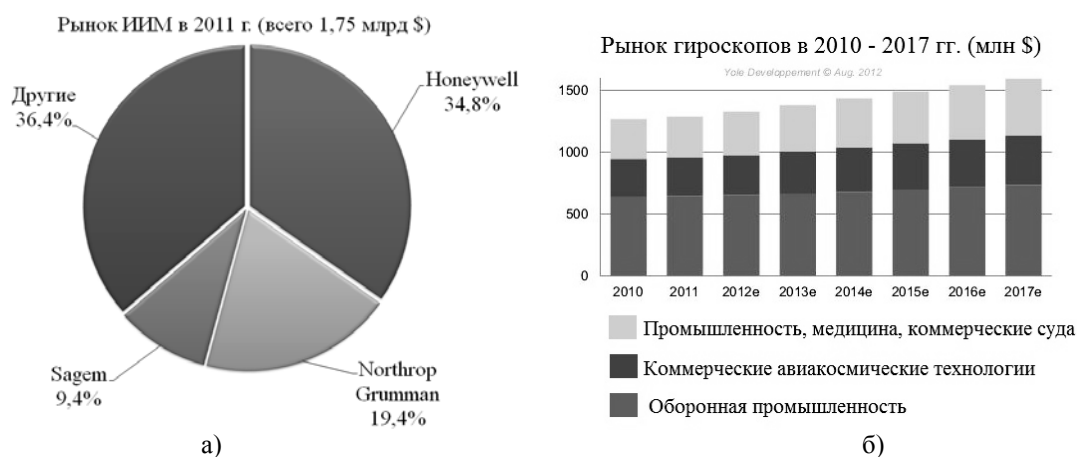 Рынок ИИМ в 2011 г. (всего 1,75 млрд $)
Другие
36,4%
Honeywell
34,8%
Sagem
9,4%
Northrop
Grumman
19,4%
а)
Рынок гироскопов в 2010 - 2017 гг. (млн $)
Yole Developpement © Aug. 2012
1500
1000
500
0
2010 2011 2012e 2013e 2014e 2015e 2016e 2017e
Промышленность, медицина, коммерческие суда
Коммерческие авиакосмические технологии
Оборонная промышленность
б)